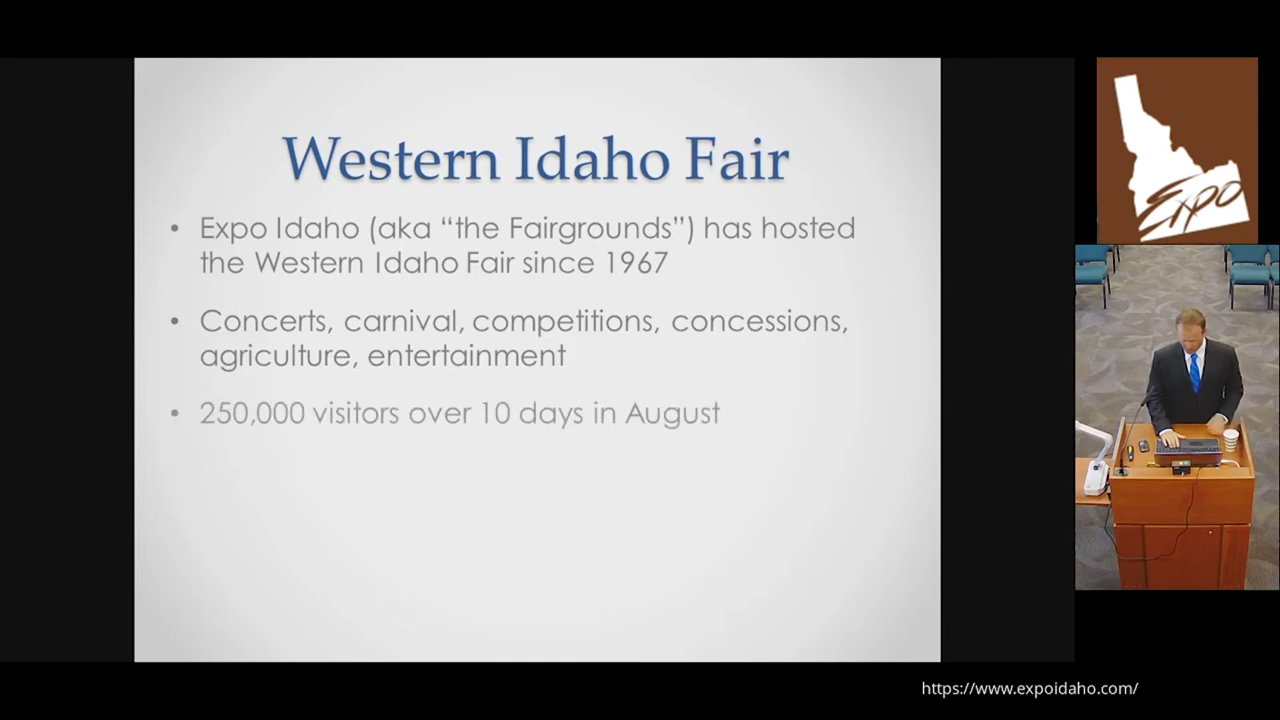 Western Idaho Fair
• Expo Idaho (aka “the Fairgrounds”) has hosted
the Western Idaho Fair since 1967
• Concerts, carnival, competitions, concessions,
agriculture, entertainment
• 250,000 visitors over 10 days in August
Expo
https://www.expoidaho.com/